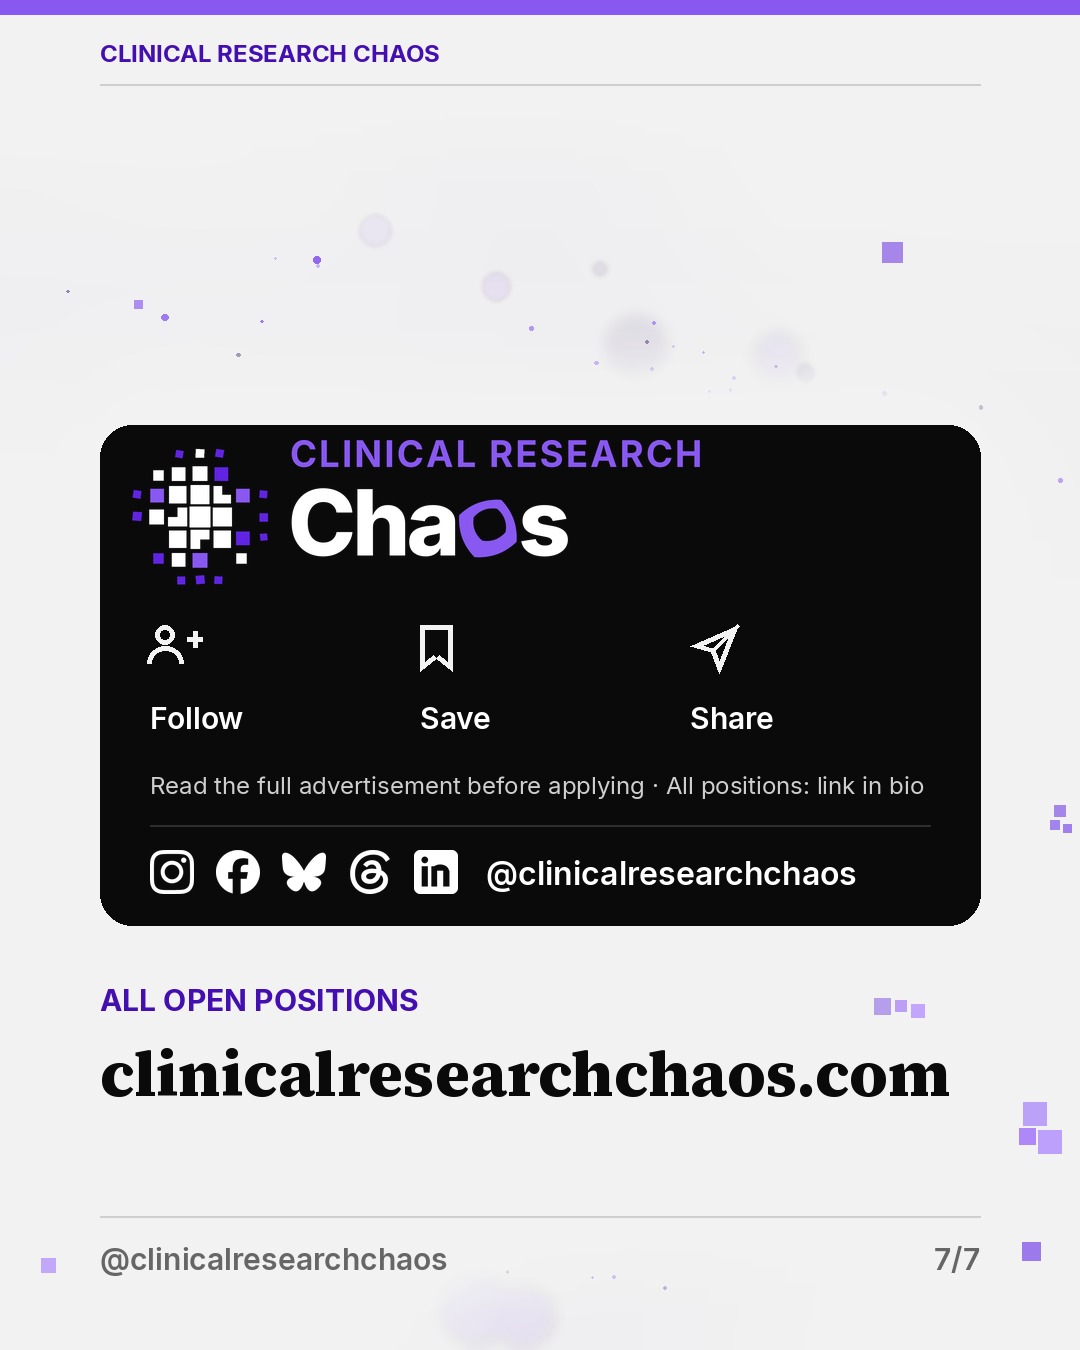 CLINICAL RESEARCH CHAOS
CLINICAL RESEARCH
Chaos
Follow
Save
Share
Read the full advertisement before applying · All positions: link in bio
@clinicalresearchchaos
ALL OPEN POSITIONS
clinicalresearchchaos.com
@clinicalresearchchaos
7/7